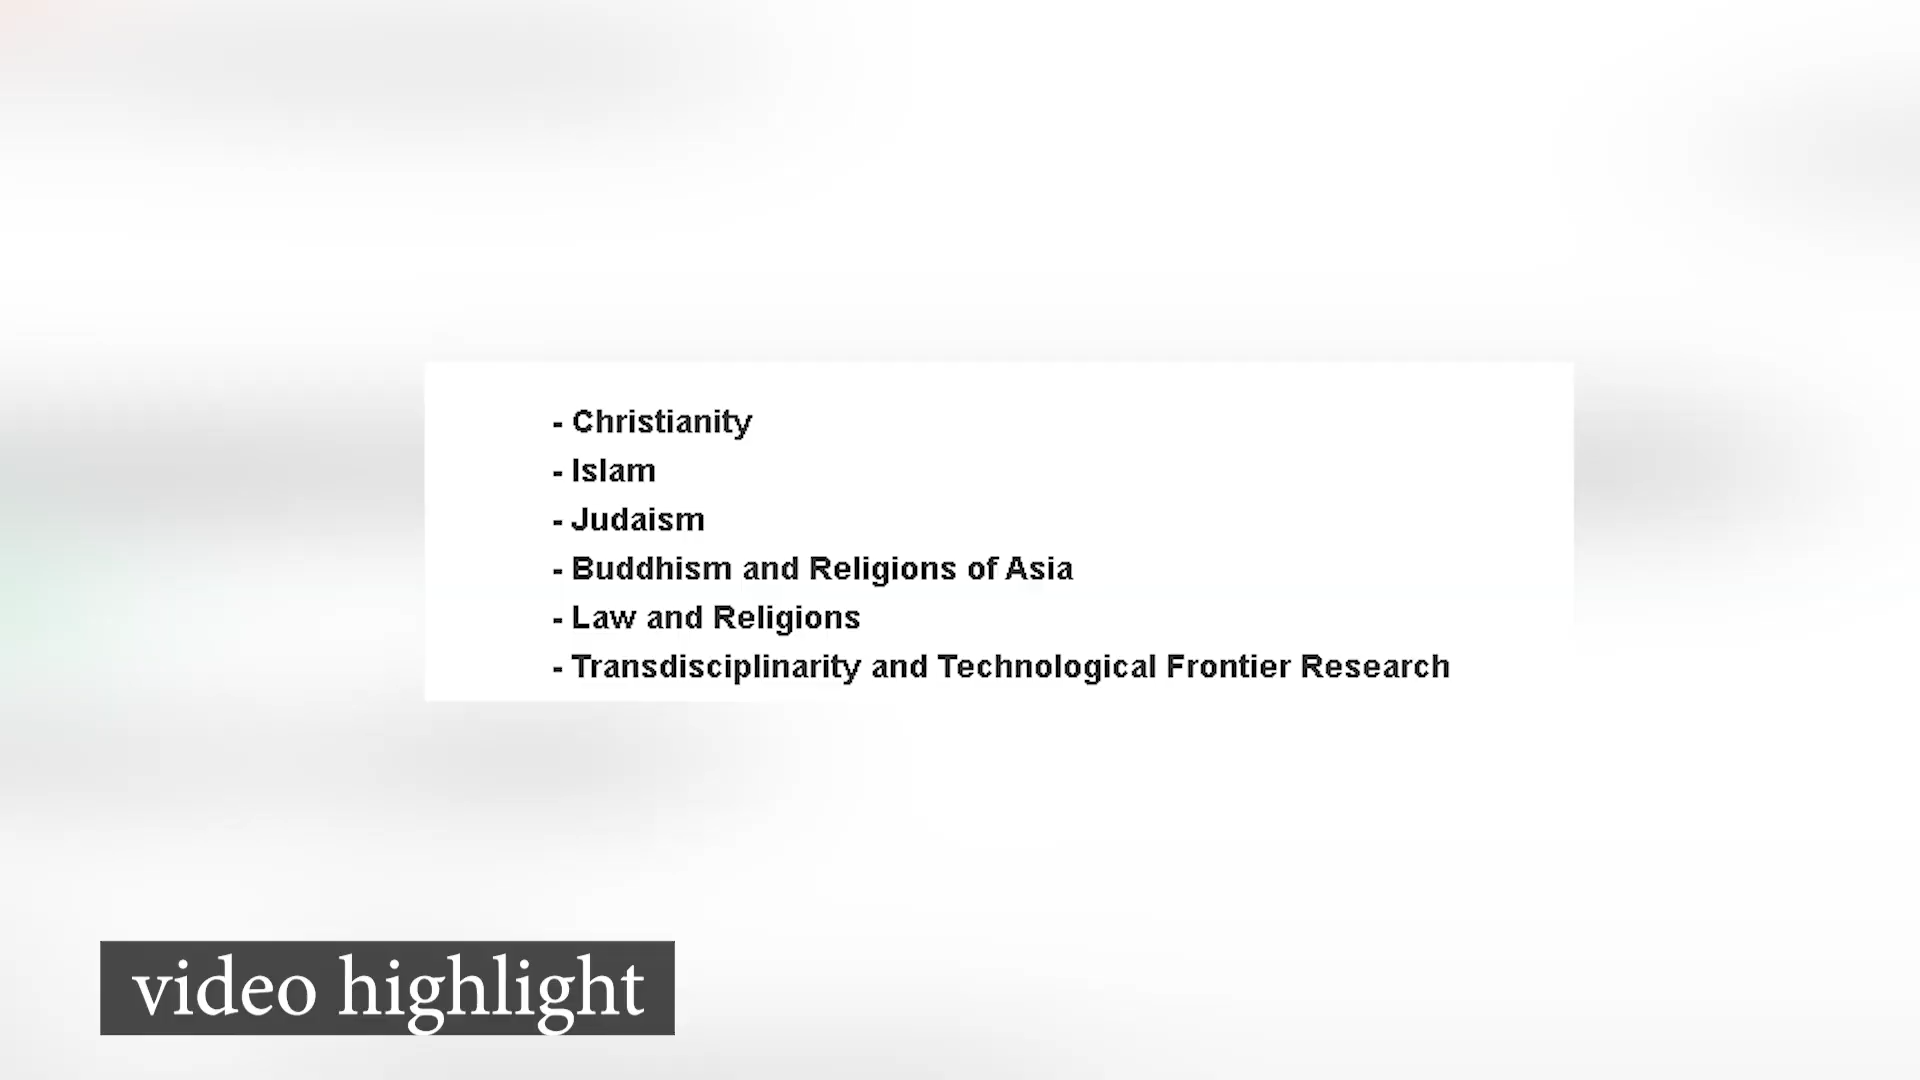 - Christianity
- Islam
- Judaism
- Buddhism and Religions of Asia
- Law and Religions
- Transdisciplinarity and Technological Frontier Research
video highlight